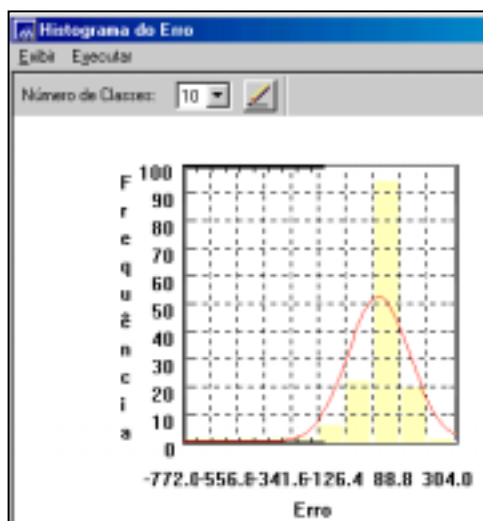 Histograma do Erro
Exibir Executar
Número de Classes: 10
Frequência
100
90
80
70
60
50
40
30
20
10
0
-772.0 -556.8 -341.6 -126.4 88.8 304.0
Erro